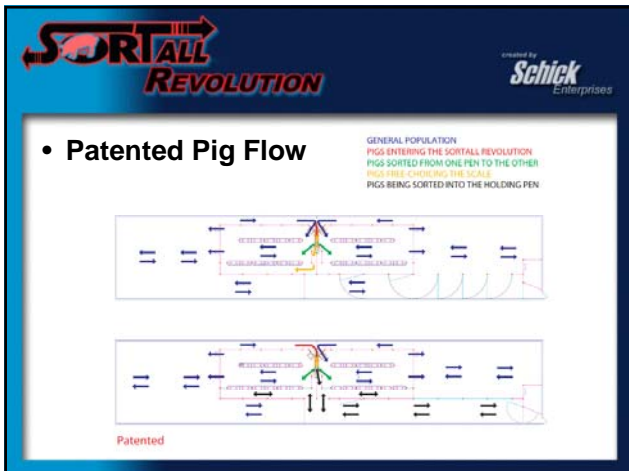 SORTALL
REVOLUTION
created by
Schick
Enterprises
• Patented Pig Flow
GENERAL POPULATION
PIGS ENTERING THE SORTALL REVOLUTION
PIGS SORTED FROM ONE PEN TO THE OTHER
PIGS FREE-CHOICING THE SCALE
PIGS BEING SORTED INTO THE HOLDING PEN
Patented